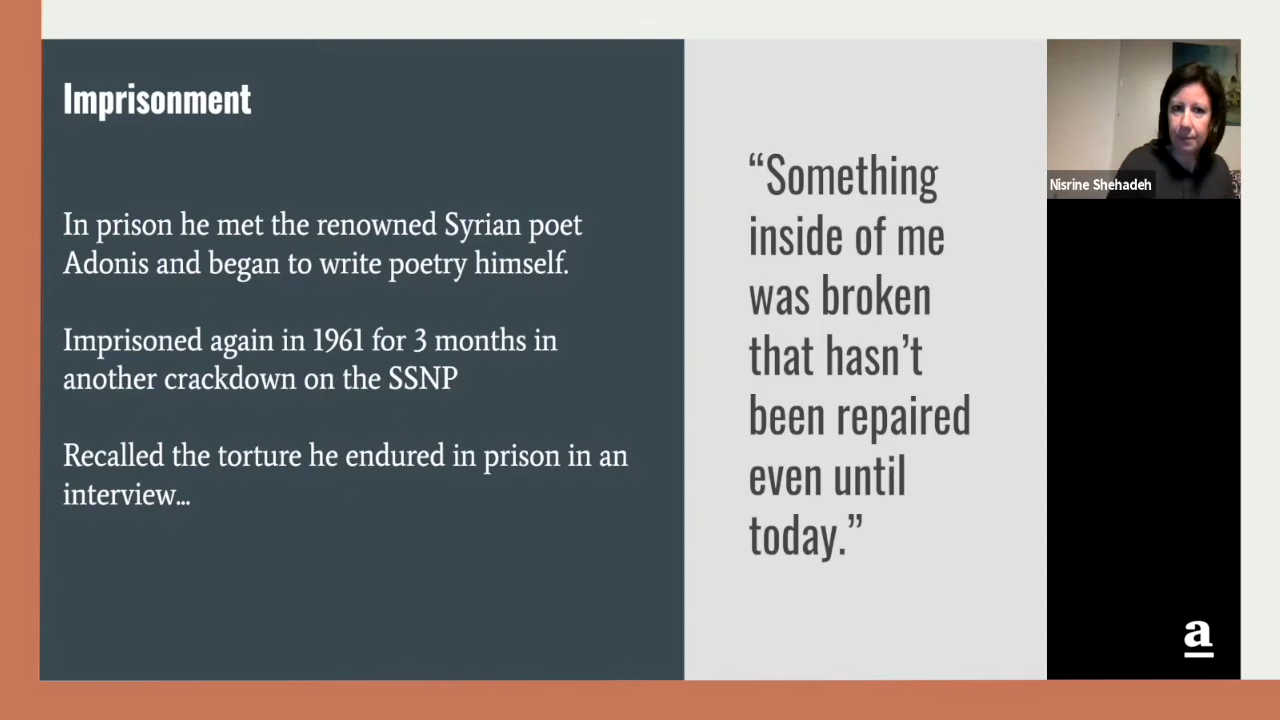 Imprisonment
In prison he met the renowned Syrian poet
Adonis and began to write poetry himself.
Imprisoned again in 1961 for 3 months in
another crackdown on the SSNP
Recalled the torture he endured in prison in an
interview...
“Something
inside of me
was broken
that hasn’t
been repaired
even until
today.”
Nisrine Shehadeh
a